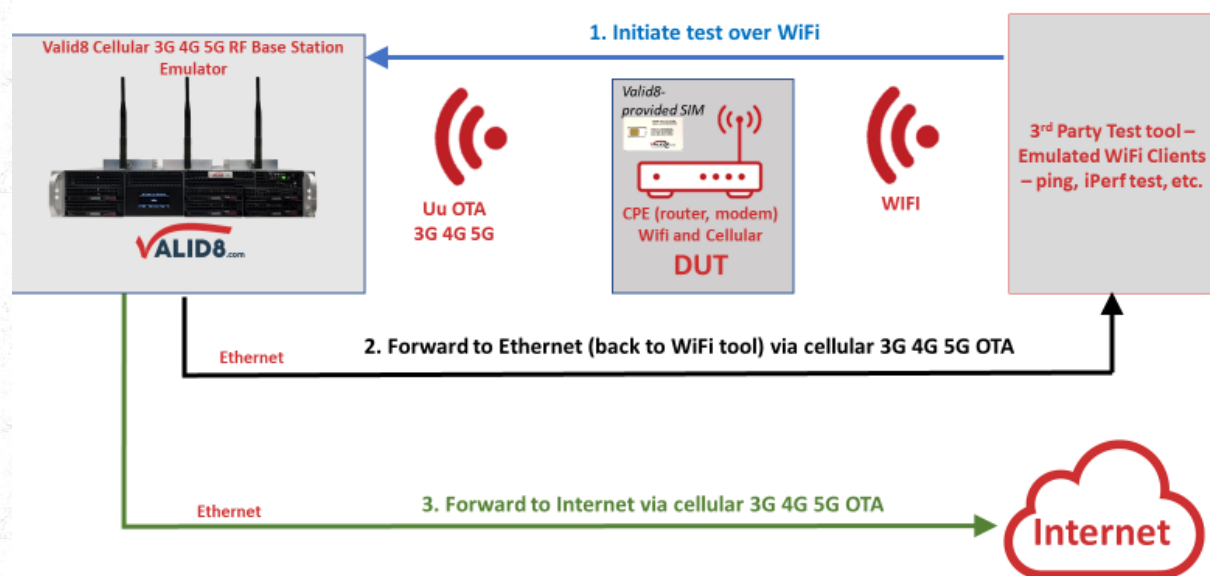 1. Initiate test over WiFi
Valid8 Cellular 3G 4G 5G RF Base Station
Emulator
VALID8.com
Uu OTA
3G 4G 5G
Valid8-
provided SIM
CPE (router, modem)
Wifi and Cellular
DUT
WIFI
3rd Party Test tool –
Emulated WiFi Clients
– ping, iPerf test, etc.
Ethernet
2. Forward to Ethernet (back to WiFi tool) via cellular 3G 4G 5G OTA
Ethernet
3. Forward to Internet via cellular 3G 4G 5G OTA
Internet